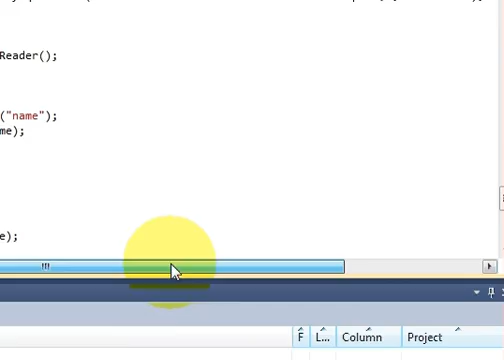 Reader();
("name");
me);
e);
F L... Column Project